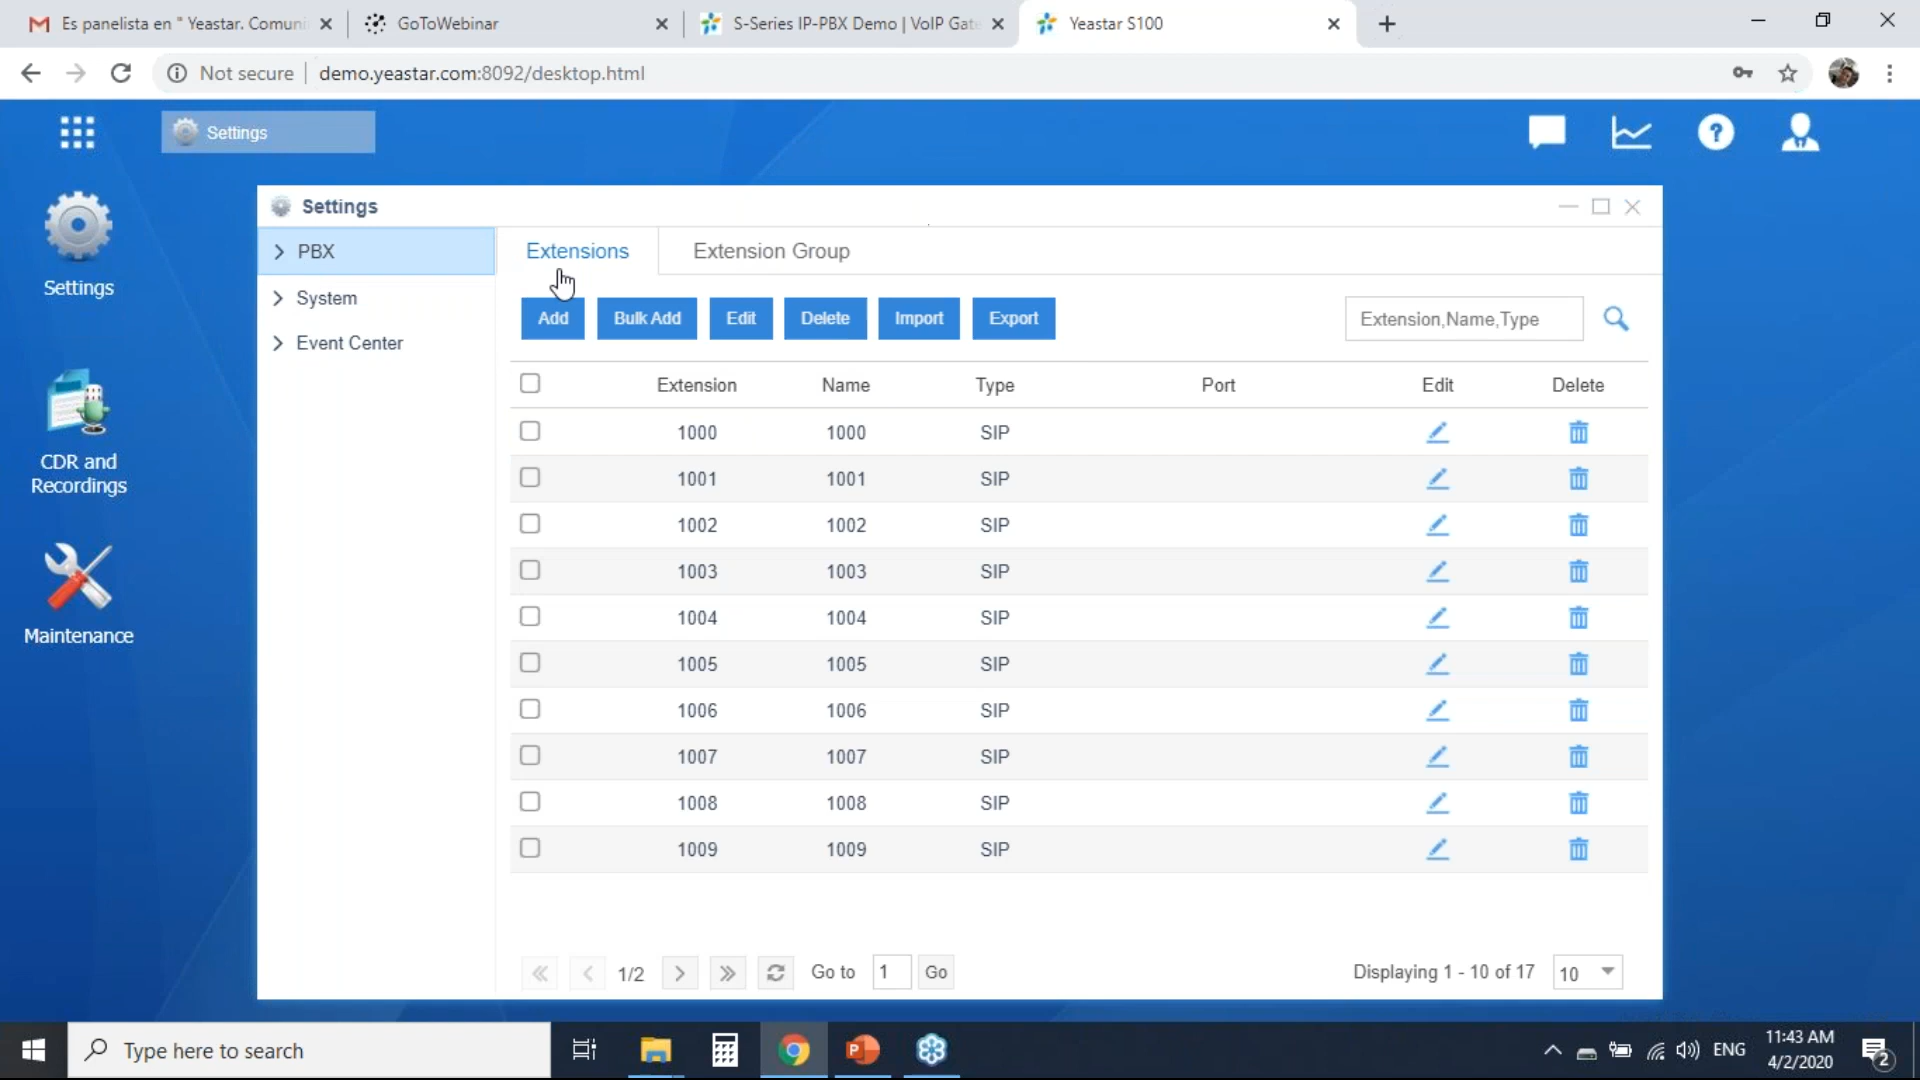 Es panelista en " Yeastar. Comuni
GoToWebinar
S-Series IP-PBX Demo | VoIP Gate
Yeastar S100
Not secure
demo.yeastar.com:8092/desktop.html
Settings
Settings
CDR and
Recordings
Maintenance
Settings
PBX
System
Event Center
Extensions
Extension Group
Add
Bulk Add
Edit
Delete
Import
Export
Extension,Name,Type
Extension Name Type Port Edit Delete
1000 1000 SIP
1001 1001 SIP
1002 1002 SIP
1003 1003 SIP
1004 1004 SIP
1005 1005 SIP
1006 1006 SIP
1007 1007 SIP
1008 1008 SIP
1009 1009 SIP
1/2
Go to 1 Go
Displaying 1 - 10 of 17
10
Type here to search
ENG
11:43 AM
4/2/2020
2